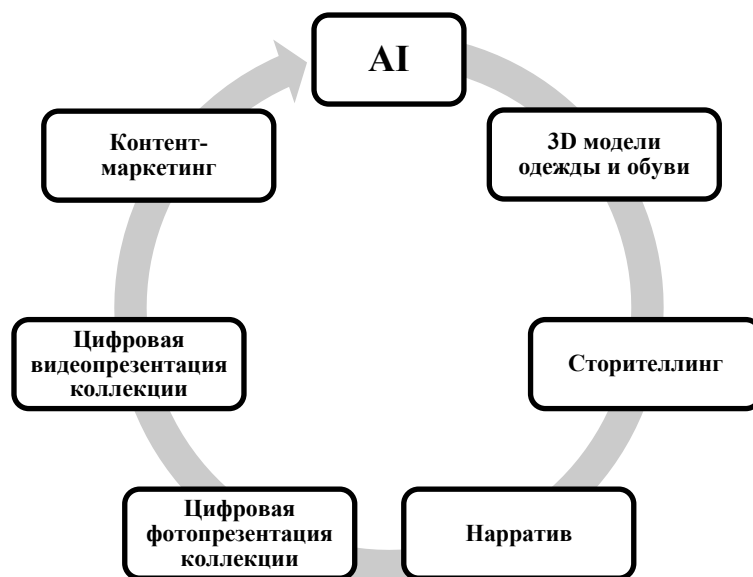 AI
3D модели
одежды и обуви
Сторителлинг
Нарратив
Цифровая
фотопрезентация
коллекции
Цифровая
видеопрезентация
коллекции
Контент-
маркетинг